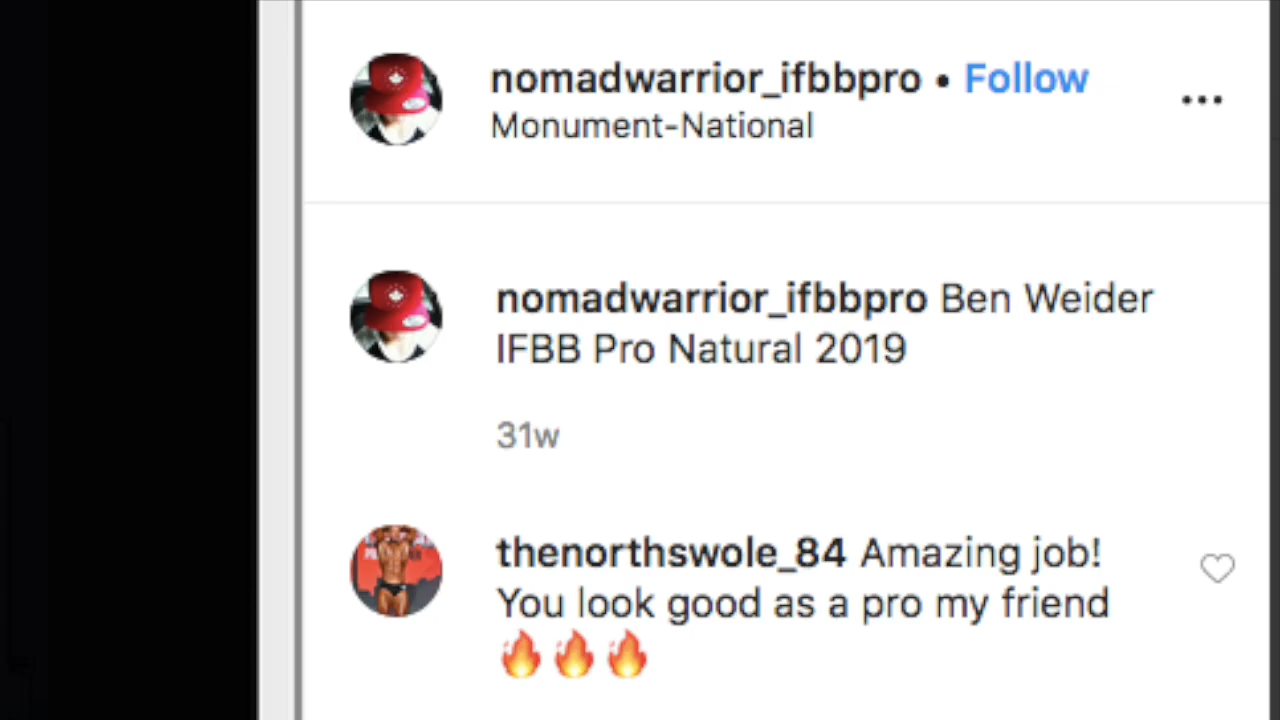 nomadwarrior_ifbbpro • Follow
Monument-National
nomadwarrior_ifbbpro Ben Weider
IFBB Pro Natural 2019
31w
thenorthswole_84 Amazing job!
You look good as a pro my friend
🔥🔥🔥